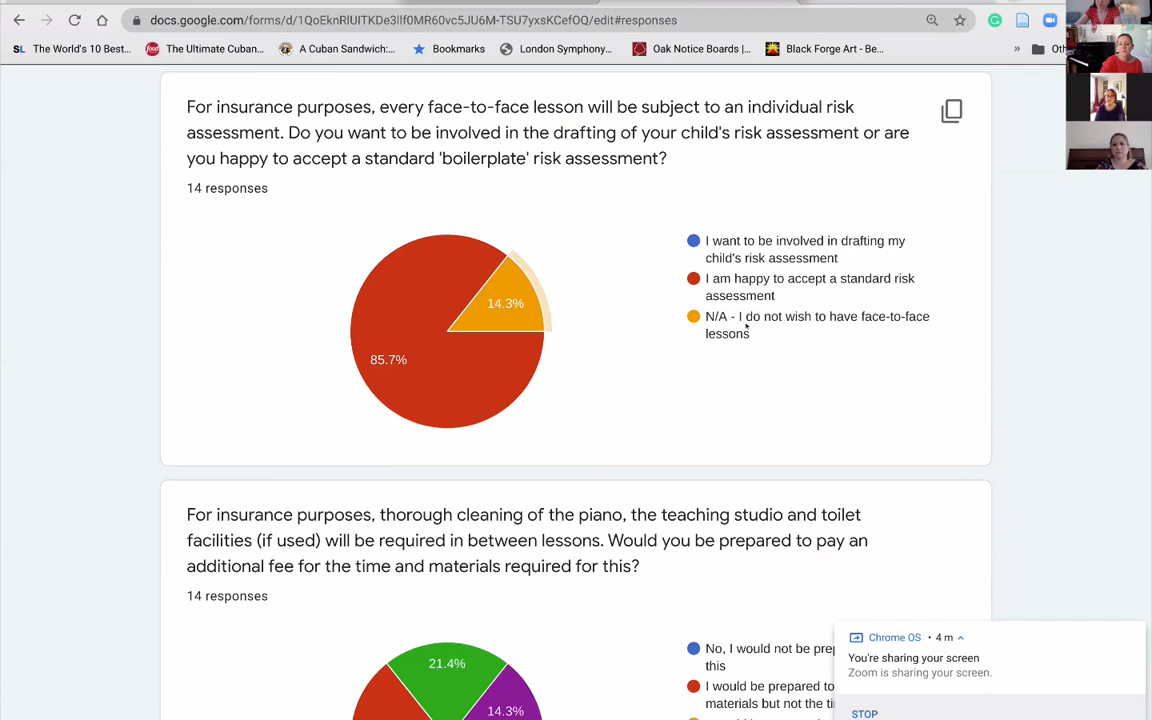 docs.google.com/forms/d/1QoEknRlUITKDe3lIf0MR60vc5JU6M-TSU7yxsKCefOQ/edit#responses
SL The World's 10 Best... The Ultimate Cuban... A Cuban Sandwich:... Bookmarks London Symphony... Oak Notice Boards |... Black Forge Art - Be... » Oth
For insurance purposes, every face-to-face lesson will be subject to an individual risk
assessment. Do you want to be involved in the drafting of your child's risk assessment or are
you happy to accept a standard 'boilerplate' risk assessment?
14 responses
I want to be involved in drafting my
child's risk assessment
I am happy to accept a standard risk
assessment
N/A - I do not wish to have face-to-face
lessons
14.3%
85.7%
For insurance purposes, thorough cleaning of the piano, the teaching studio and toilet
facilities (if used) will be required in between lessons. Would you be prepared to pay an
additional fee for the time and materials required for this?
14 responses
21.4%
14.3%
No, I would not be prep
this
I would be prepared to
materials but not the ti
Chrome OS • 4 m
You're sharing your screen
Zoom is sharing your screen.
STOP